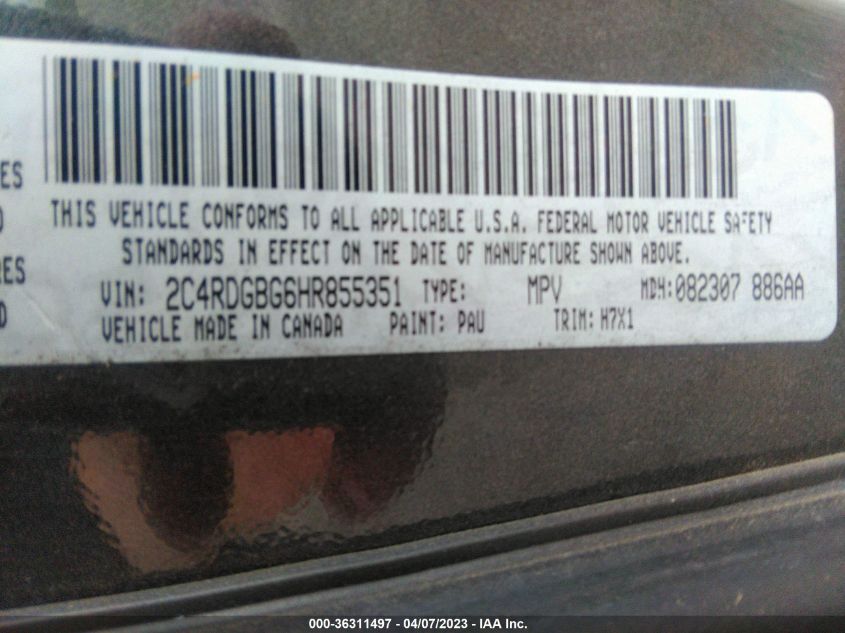 ES
THIS VEHICLE CONFORMS TO ALL APPLICABLE U.S.A. FEDERAL MOTOR VEHICLE SAFETY
STANDARDS IN EFFECT ON THE DATE OF MANUFACTURE SHOWN ABOVE.
RES
D
VIN: 2C4RDGBG6HR855351 TYPE: MPV MDH:082307 886AA
VEHICLE MADE IN CANADA PAINT: PAU TRIM: H7X1
000-36311497 - 04/07/2023 - IAA Inc.